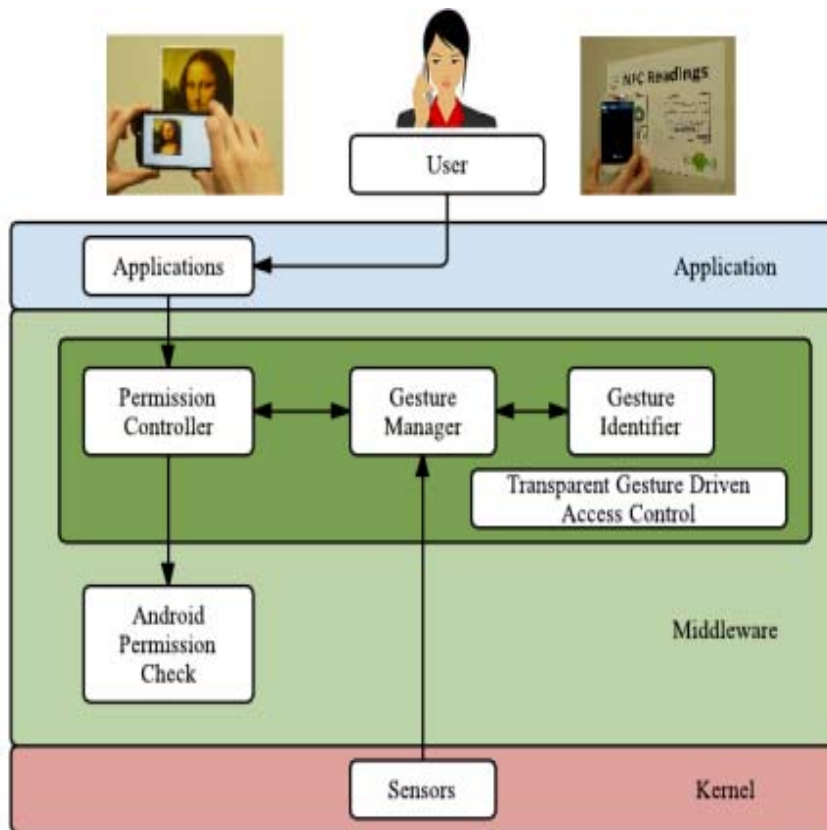 NFC Readings
User
Applications
Application
Permission
Controller
Gesture
Manager
Gesture
Identifier
Transparent Gesture Driven
Access Control
Android
Permission
Check
Middleware
Sensors
Kernel